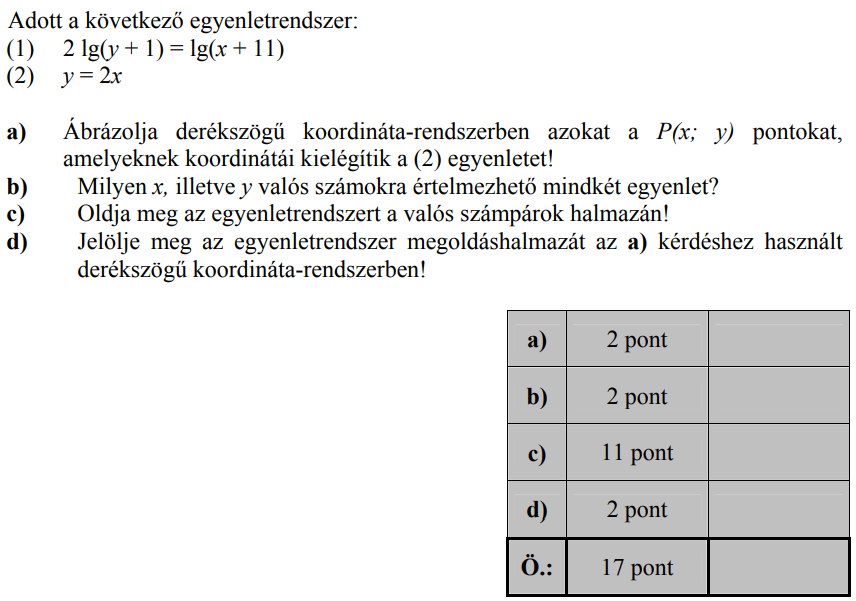 Adott a következő egyenletrendszer:
(1) 2 lg(y + 1) = lg(x + 11)
(2) y = 2x
a) Ábrázolja derékszögű koordináta-rendszerben azokat a P(x; y) pontokat,
amelyeknek koordinátái kielégítik a (2) egyenletet!
b) Milyen x, illetve y valós számokra értelmezhető mindkét egyenlet?
c) Oldja meg az egyenletrendszert a valós számpárok halmazán!
d) Jelölje meg az egyenletrendszer megoldáshalmazát az a) kérdéshez használt
derékszögű koordináta-rendszerben!
a) 2 pont
b) 2 pont
c) 11 pont
d) 2 pont
Ö.: 17 pont